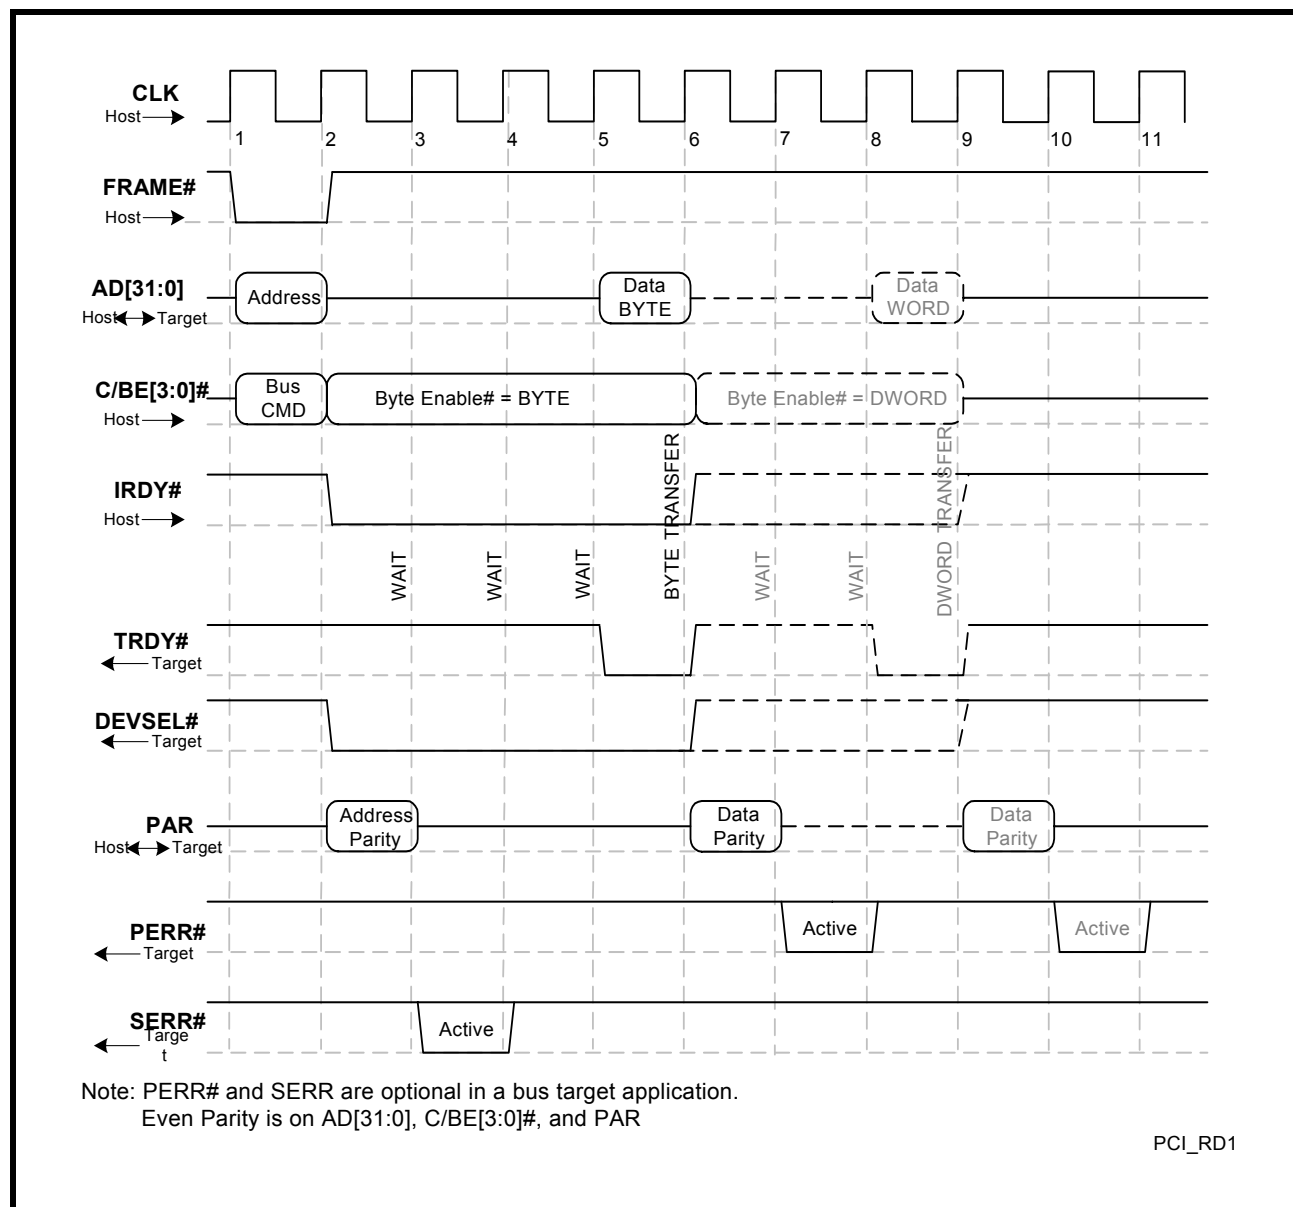 CLK
Host
1 2 3 4 5 6 7 8 9 10 11
FRAME#
Host
AD[31:0]
Host Target
Address
Data
BYTE
Data
WORD
C/BE[3:0]#
Host
Bus
CMD
Byte Enable# = BYTE
Byte Enable# = DWORD
IRDY#
Host
WAIT
WAIT
WAIT
BYTE TRANSFER
WAIT
WAIT
DWORD TRANSFER
TRDY#
Target
DEVSEL#
Target
PAR
Host Target
Address
Parity
Data
Parity
Data
Parity
PERR#
Target
Active
Active
SERR#
Targe
t
Active
Note: PERR# and SERR are optional in a bus target application.
Even Parity is on AD[31:0], C/BE[3:0]#, and PAR
PCI_RD1